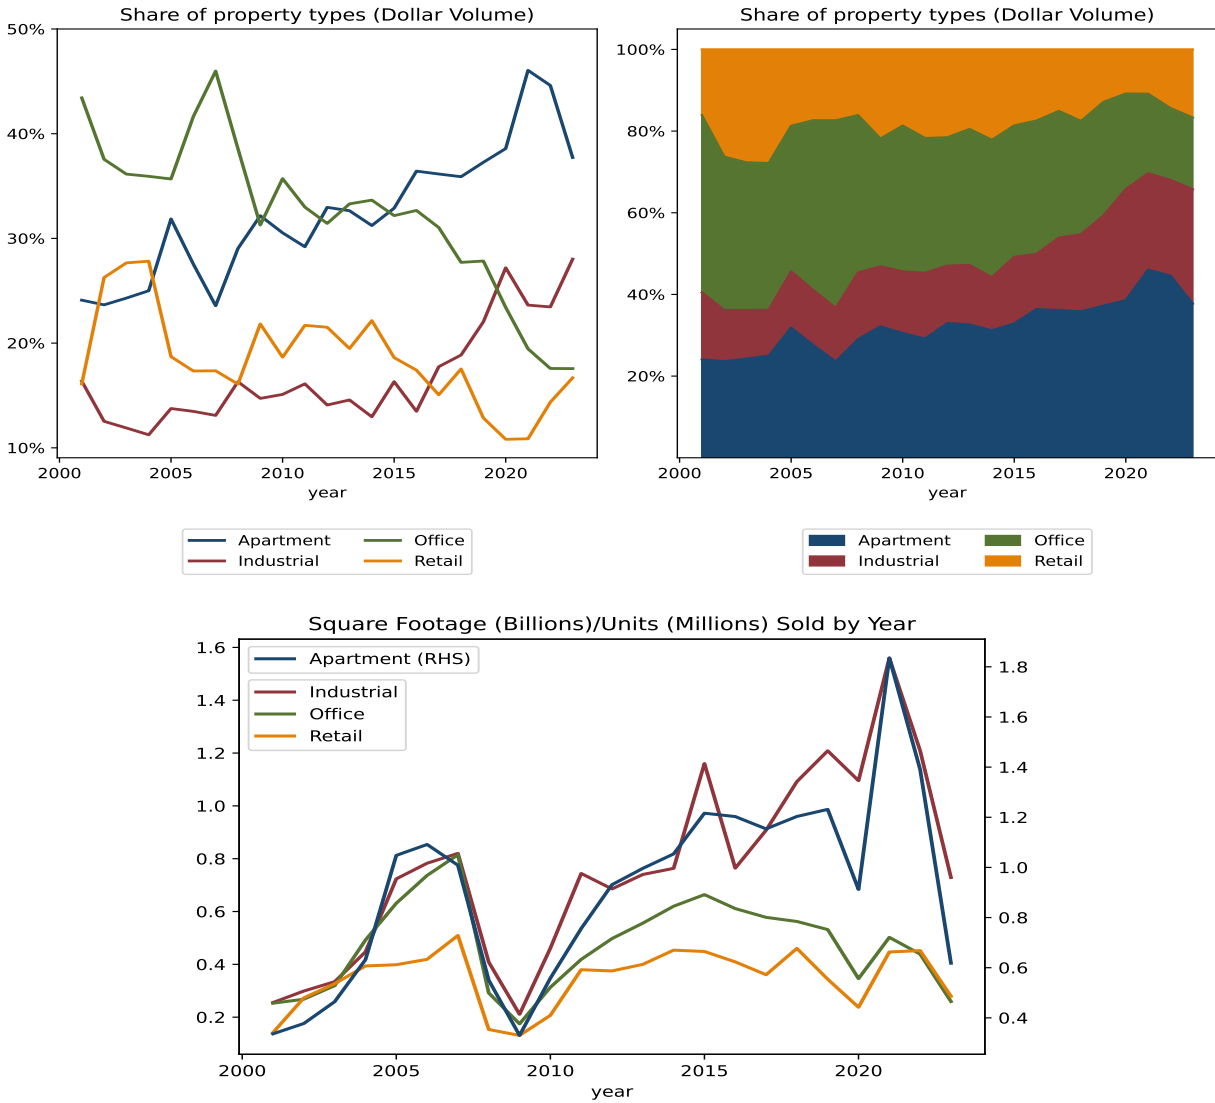 Share of property types (Dollar Volume)
50%
40%
30%
20%
10%
2000 2005 2010 2015 2020
year
Apartment Office
Industrial Retail
Share of property types (Dollar Volume)
100%
80%
60%
40%
20%
2000 2005 2010 2015 2020
year
Apartment Office
Industrial Retail
Square Footage (Billions)/Units (Millions) Sold by Year
Apartment (RHS)
Industrial
Office
Retail
1.6
1.4
1.2
1.0
0.8
0.6
0.4
0.2
1.8
1.6
1.4
1.2
1.0
0.8
0.6
0.4
2000 2005 2010 2015 2020
year